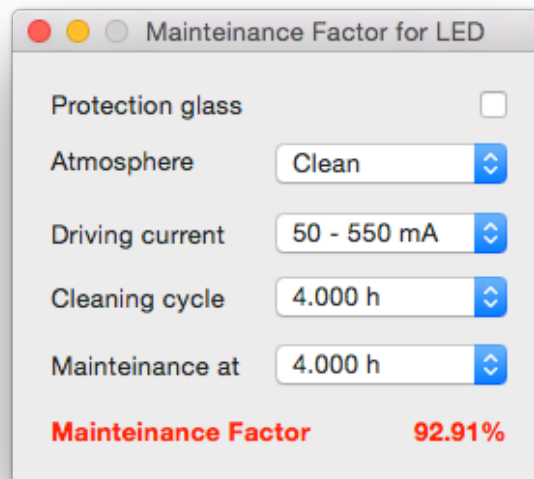 Mainteinance Factor for LED
Protection glass
Atmosphere Clean
Driving current 50 - 550 mA
Cleaning cycle 4.000 h
Mainteinance at 4.000 h
Mainteinance Factor 92.91%